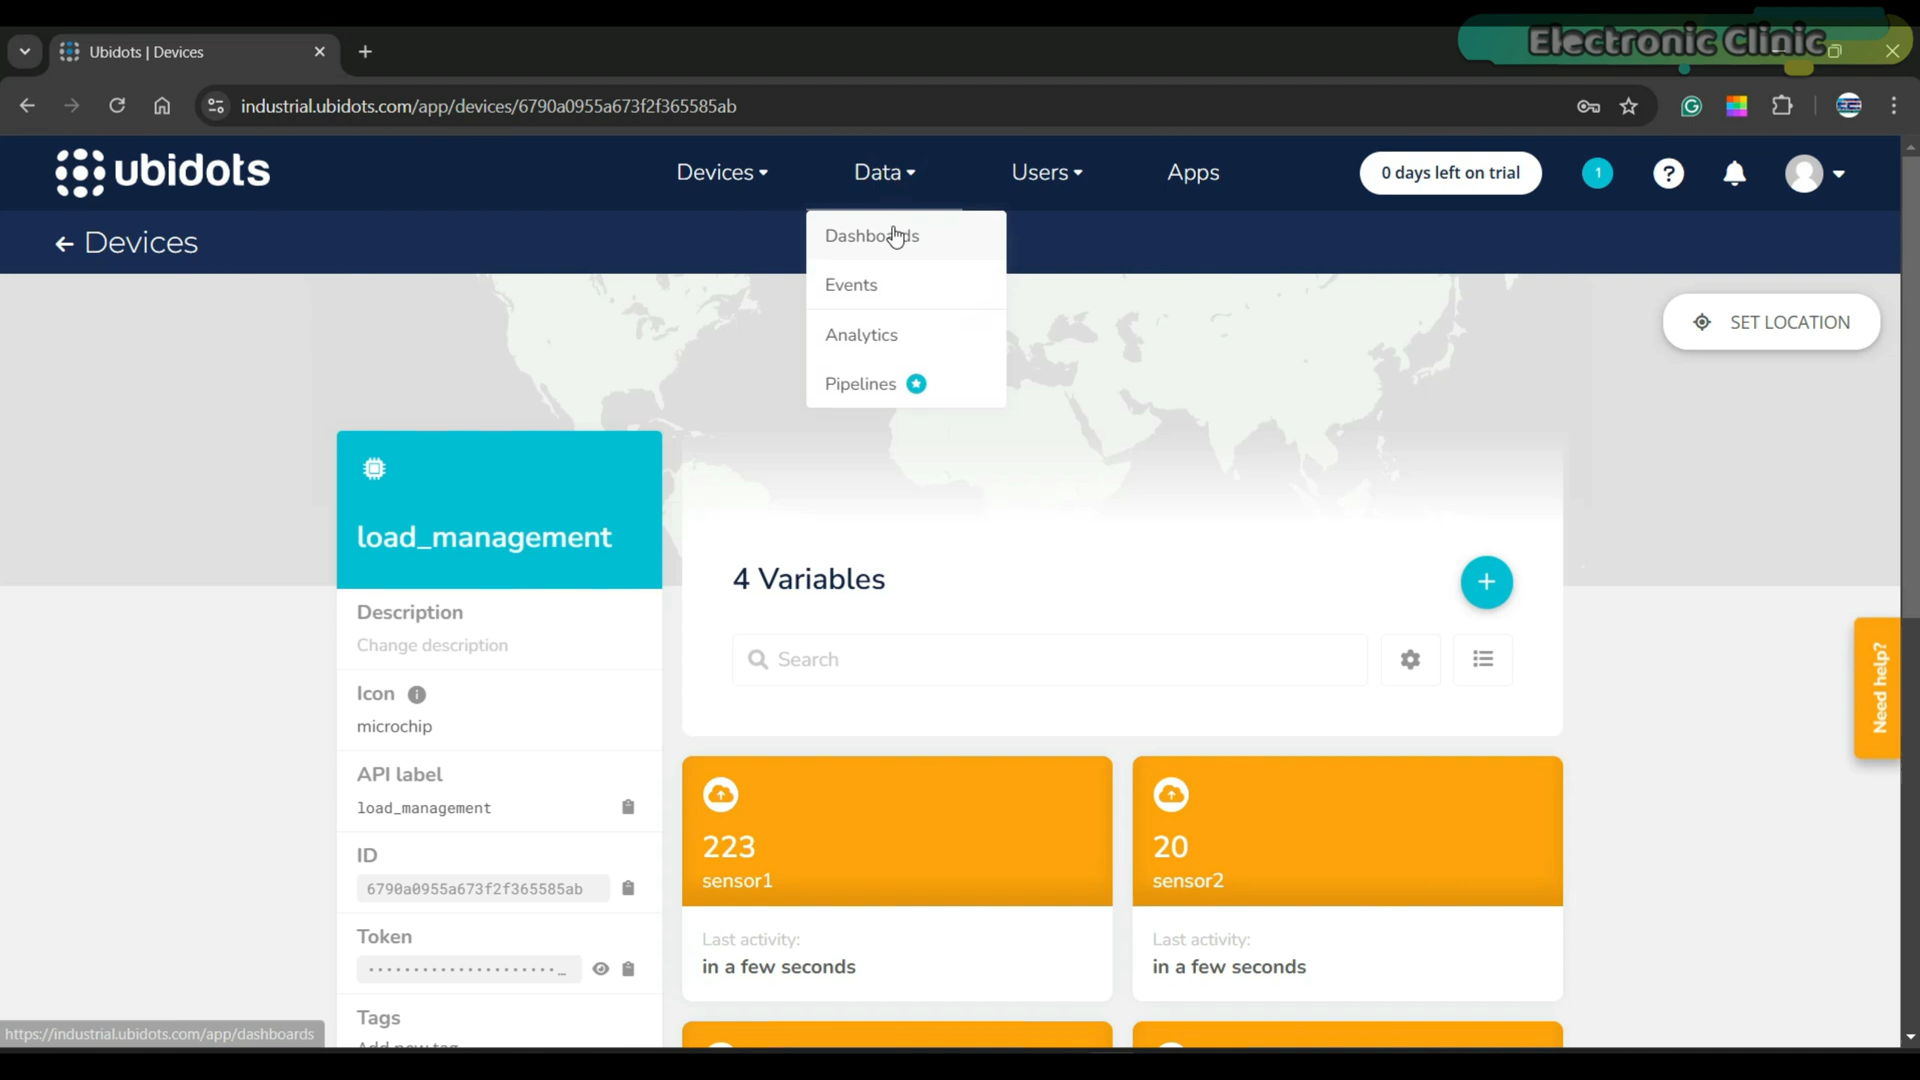 Electronic Clinic
Ubidots | Devices
industrial.ubidots.com/app/devices/6790a0955a673f2f365585ab
ubidots
Devices
Data
Users
Apps
0 days left on trial
1
?
Devices
Dashboards
Events
Analytics
Pipelines
SET LOCATION
load_management
Description
Change description
Icon
microchip
API label
load_management
ID
6790a0955a673f2f365585ab
Token
Tags
Add new tag
4 Variables
+
Search
223
sensor1
Last activity:
in a few seconds
20
sensor2
Last activity:
in a few seconds
Need help?
https://industrial.ubidots.com/app/dashboards